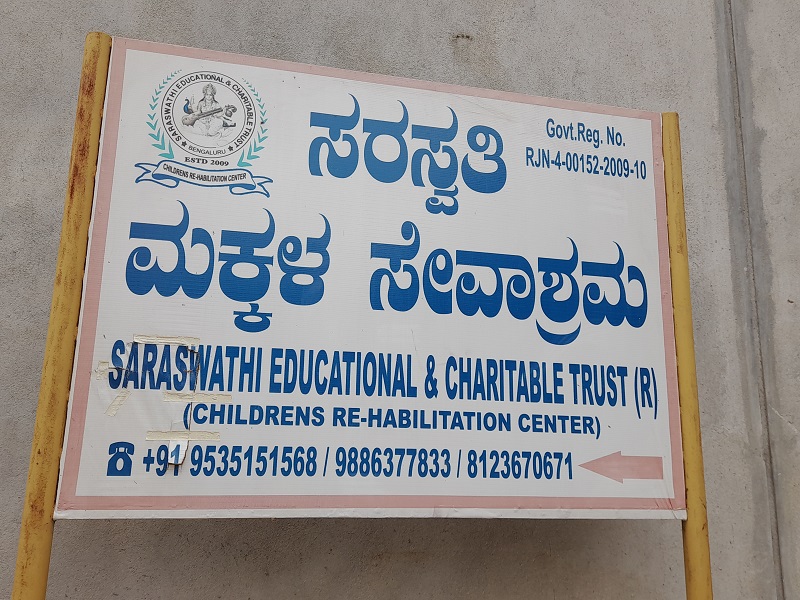 SARASWATHI EDUCATIONAL & CHARITABLE TRUST
★ BENGALURU ★
ESTD 2009
CHILDRENS RE-HABILITATION CENTER
ಸರಸ್ವತಿ
Govt.Reg. No.
RJN-4-00152-2009-10
ಮಕ್ಕಳ ಸೇವಾಶ್ರಮ
SARASWATHI EDUCATIONAL & CHARITABLE TRUST (R)
(CHILDRENS RE-HABILITATION CENTER)
☎ +91 9535151568 / 9886377833 / 8123670671